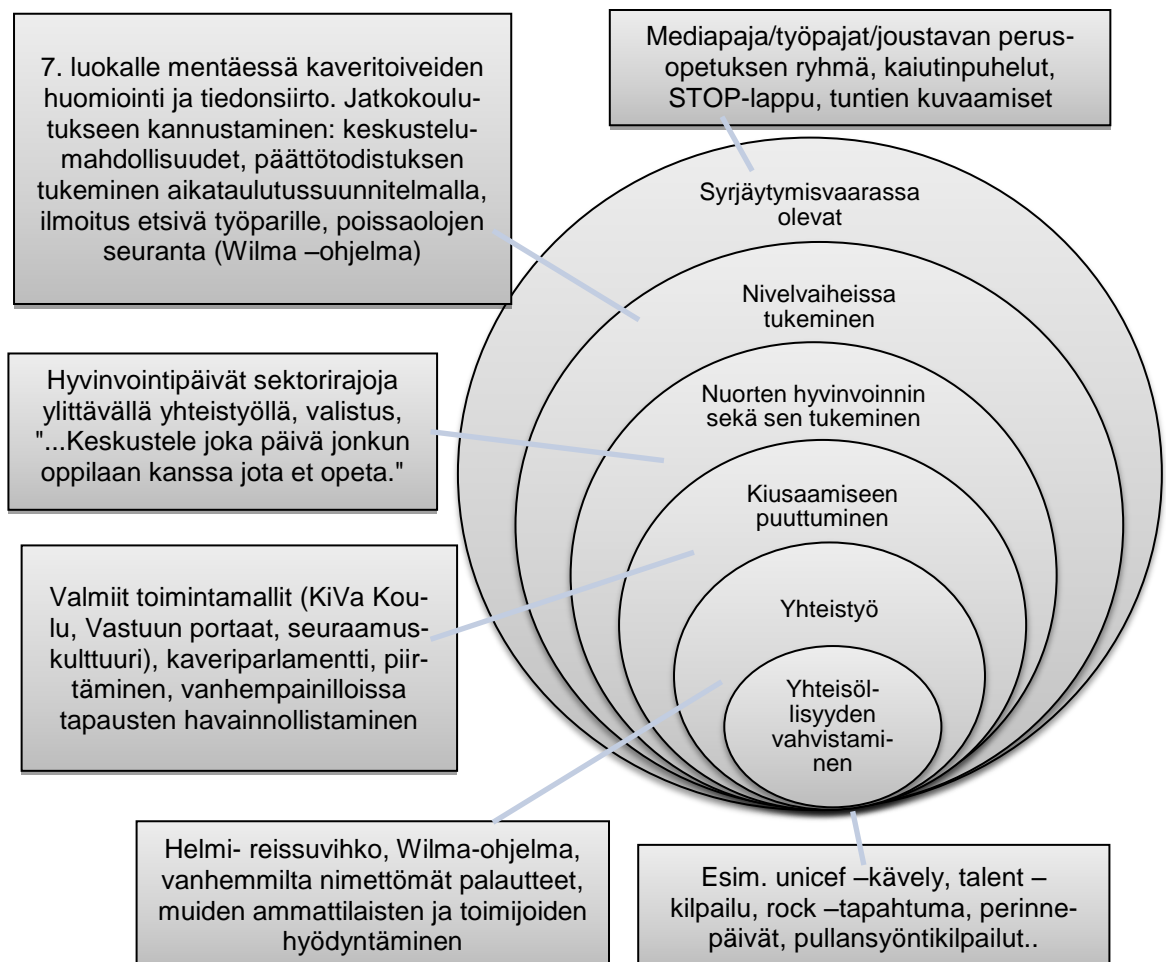 7. luokalle mentäessä kaveritoiveiden
huomiointi ja tiedonsiirto. Jatkokoulu-
tukseen kannustaminen: keskustelu-
mahdollisuudet, päättötodistuksen
tukeminen aikataulutussuunnitelmalla,
ilmoitus etsivä työparille, poissaolojen
seuranta (Wilma –ohjelma)
Mediapaja/työpajat/joustavan perus-
opetuksen ryhmä, kaiutinpuhelut,
STOP-lappu, tuntien kuvaamiset
Syrjäytymisvaarassa
olevat
Nivelvaiheissa
tukeminen
Hyvinvointipäivät sektorirajoja
ylittävällä yhteistyöllä, valistus,
"...Keskustele joka päivä jonkun
oppilaan kanssa jota et opeta."
Nuorten hyvinvoinnin
sekä sen tukeminen
Kiusaamiseen
puuttuminen
Valmiit toimintamallit (KiVa Kou-
lu, Vastuun portaat, seuraamus-
kulttuuri), kaveriparlamentti, piir-
täminen, vanhempainilloissa
tapausten havainnollistaminen
Yhteistyö
Yhteisöl-
lisyyden
vahvistami-
nen
Helmi- reissuvihko, Wilma-ohjelma,
vanhemmilta nimettömät palautteet,
muiden ammattilaisten ja toimijoiden
hyödyntäminen
Esim. unicef –kävely, talent –
kilpailu, rock –tapahtuma, perinne-
päivät, pullansyöntikilpailut..